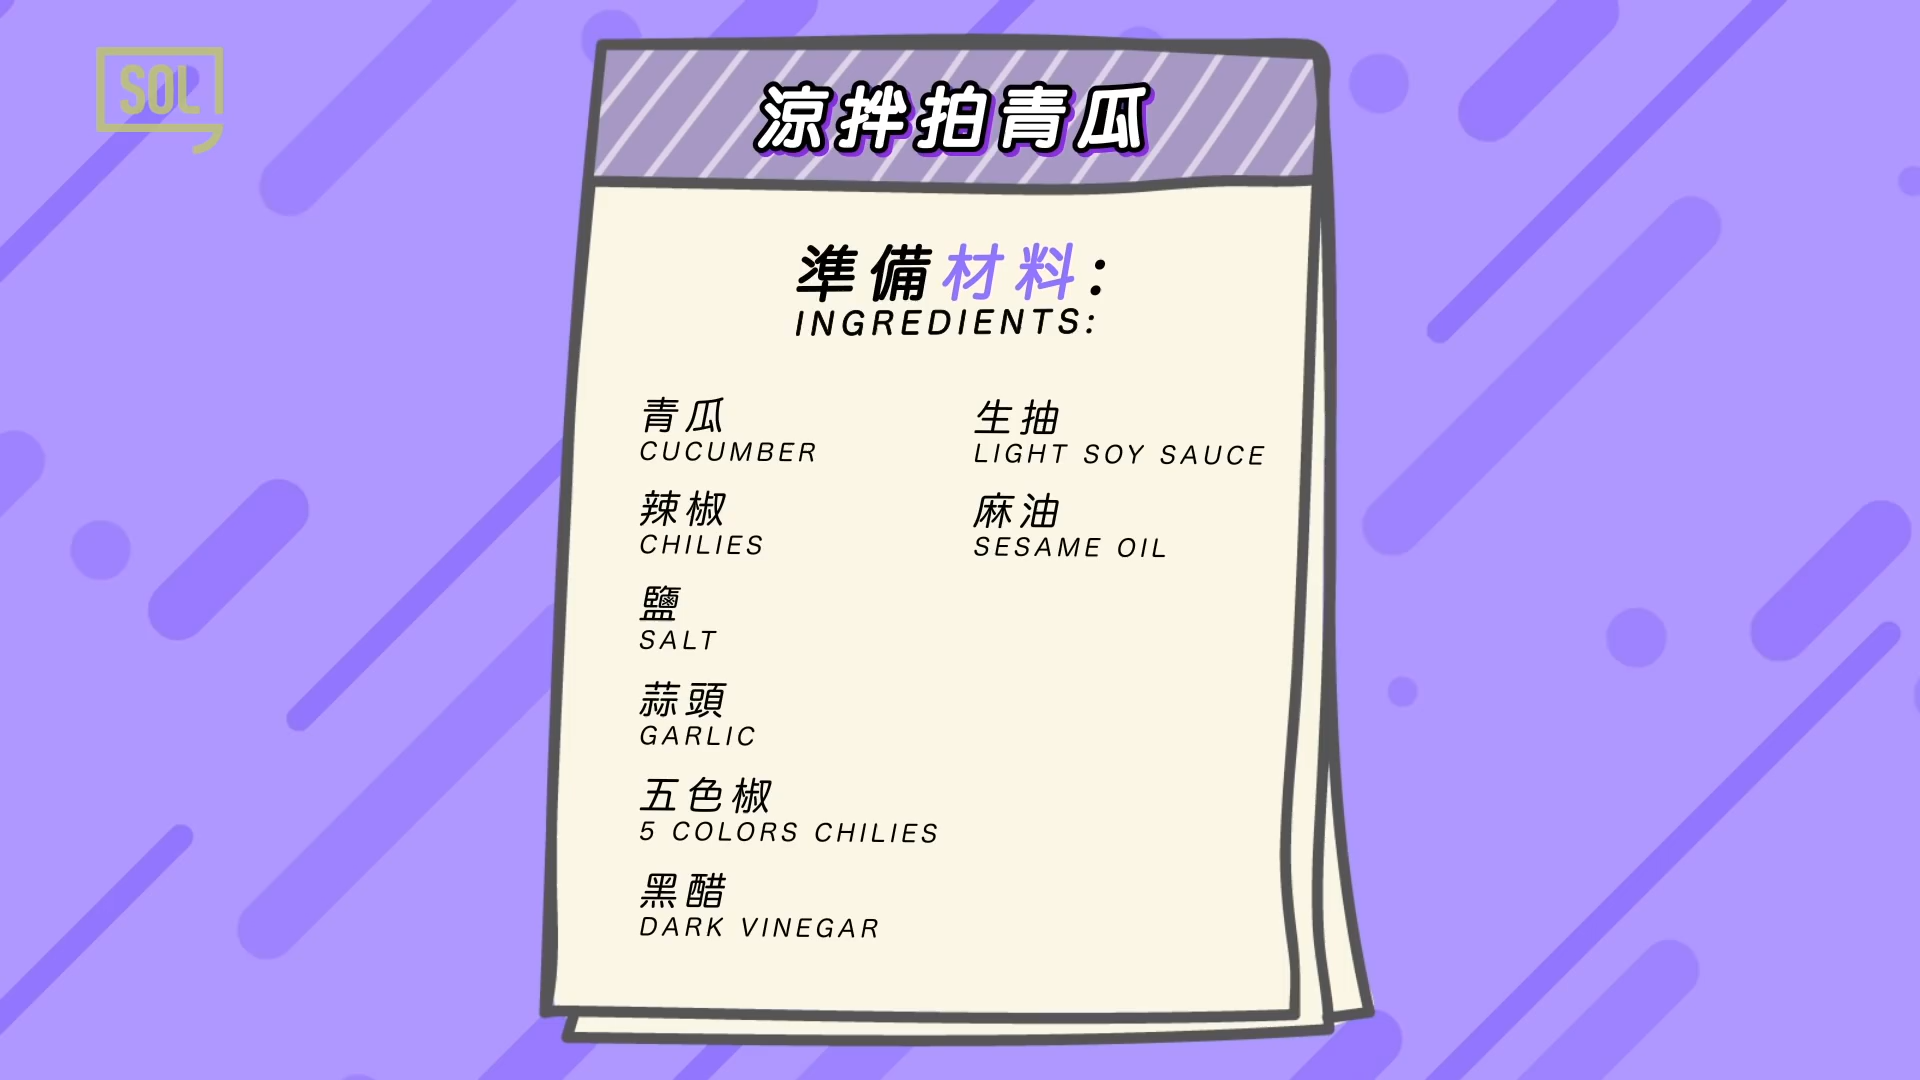 SOL
涼拌拍青瓜
準備材料:
INGREDIENTS:
青瓜
CUCUMBER
辣椒
CHILIES
鹽
SALT
蒜頭
GARLIC
五色椒
5 COLORS CHILIES
黑醋
DARK VINEGAR
生抽
LIGHT SOY SAUCE
麻油
SESAME OIL